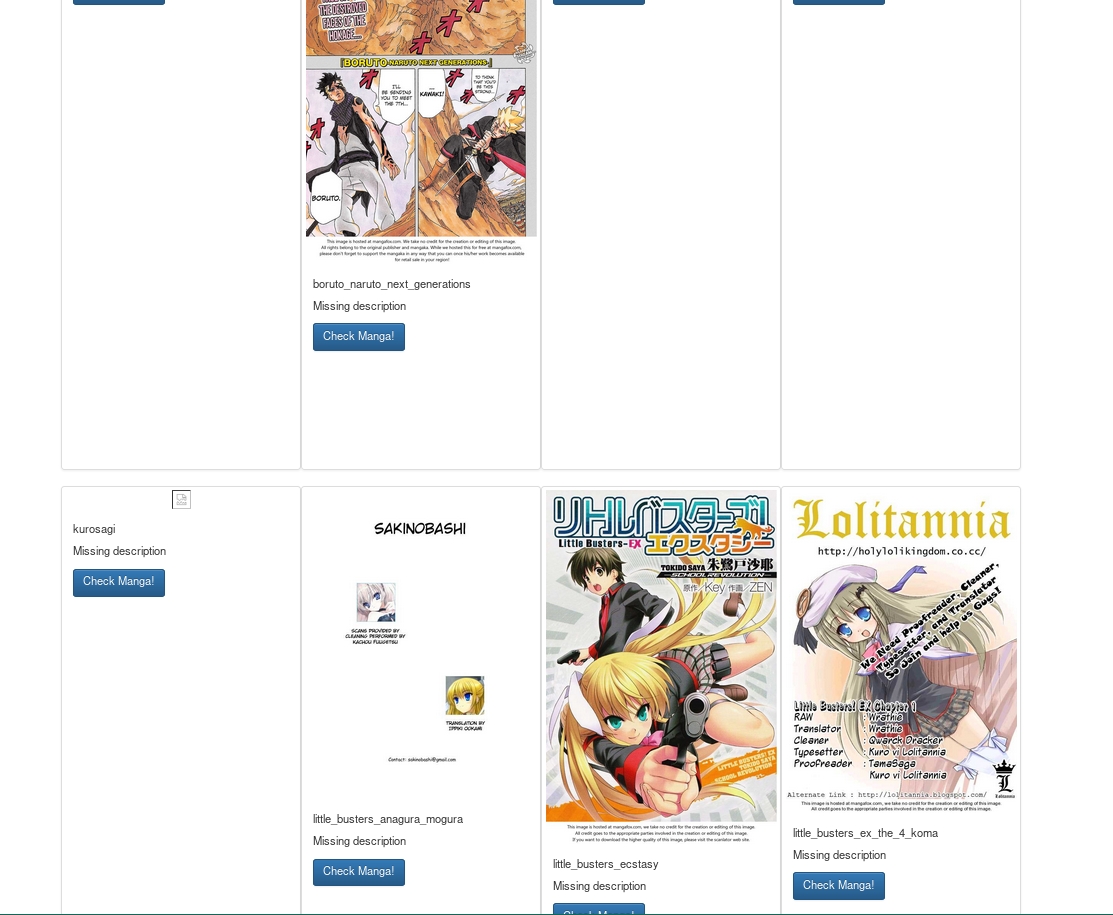 THE DESTROYED
FACES OF THE
HOKAGE...
BORUTO -NARUTO NEXT GENERATIONS-
I'LL
BE SENDING
YOU TO MEET
THE 7TH...
...
KAWAKI!
TO THINK
THAT YOU'D
BE THIS
STRONG...
BORUTO.
This image is hosted at mangafox.com. We take no credit for the creation or editing of this image.
All rights belong to the original publisher and mangaka. While we hosted this for free at mangafox.com,
please don't forget to support the mangaka in any way that you can once his/her work becomes available
for retail sale in your region!
boruto_naruto_next_generations
Missing description
Check Manga!
kurosagi
Missing description
Check Manga!
SAKINOBASHI
SCANS PROVIDED BY
CLEANING PERFORMED BY
KACHOU FUUGETSU
TRANSLATION BY
IPPIKI OOKAMI
Contact: sakinobashi@gmail.com
little_busters_anagura_mogura
Missing description
Check Manga!
リトルバスターズ!
Little Busters-EX エクスタシー
TOKIDO SAYA 朱鷺戸沙耶
—SCHOOL REVOLUTION—
原作/Key 作画/ZEN
LITTLE BUSTERS! EX
TOKIDO SAYA
SCHOOL REVOLUTION
This image is hosted at mangafox.com, we take no credit for the creation or editing of this image.
All credit goes to the appropriate parties involved in the creation or editing of this image.
If you want to download the higher quality of this image, please visit the scanlator web site.
little_busters_ecstasy
Missing description
Check Manga!
Lolitannia
http://holylolikingdom.co.cc/
We Need Proofreader, Cleaner,
Typesetter, and Translator
So Join and help us Guys!
Little Busters! EX Chapter 1
RAW : Wrathie
Translator : Wrathie
Cleaner : Qwarck Dracker
Typesetter : Kuro vi Lolitannia
Proofreader : TamaSaga
Kuro vi Lolitannia
Lolitannia
Alternate Link : http://lolitannia.blogspot.com/
This image is hosted at mangafox.com, we take no credit for the creation or editing of this image.
All credit goes to the appropriate parties involved in the creation or editing of this image.
little_busters_ex_the_4_koma
Missing description
Check Manga!